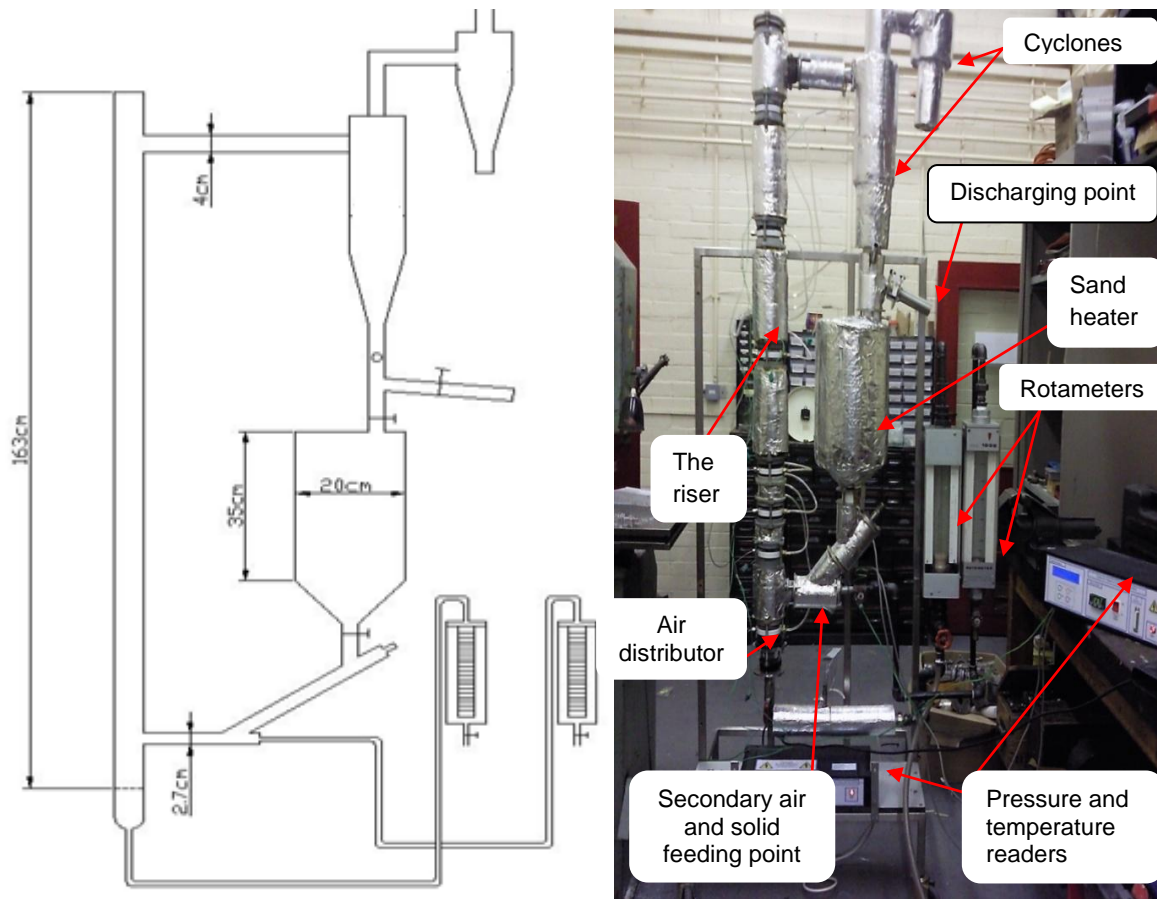 4cm
163cm
35cm
20cm
2.7cm
Cyclones
Discharging point
Sand
heater
Rotameters
The
riser
Air
distributor
Secondary air
and solid
feeding point
Pressure and
temperature
readers